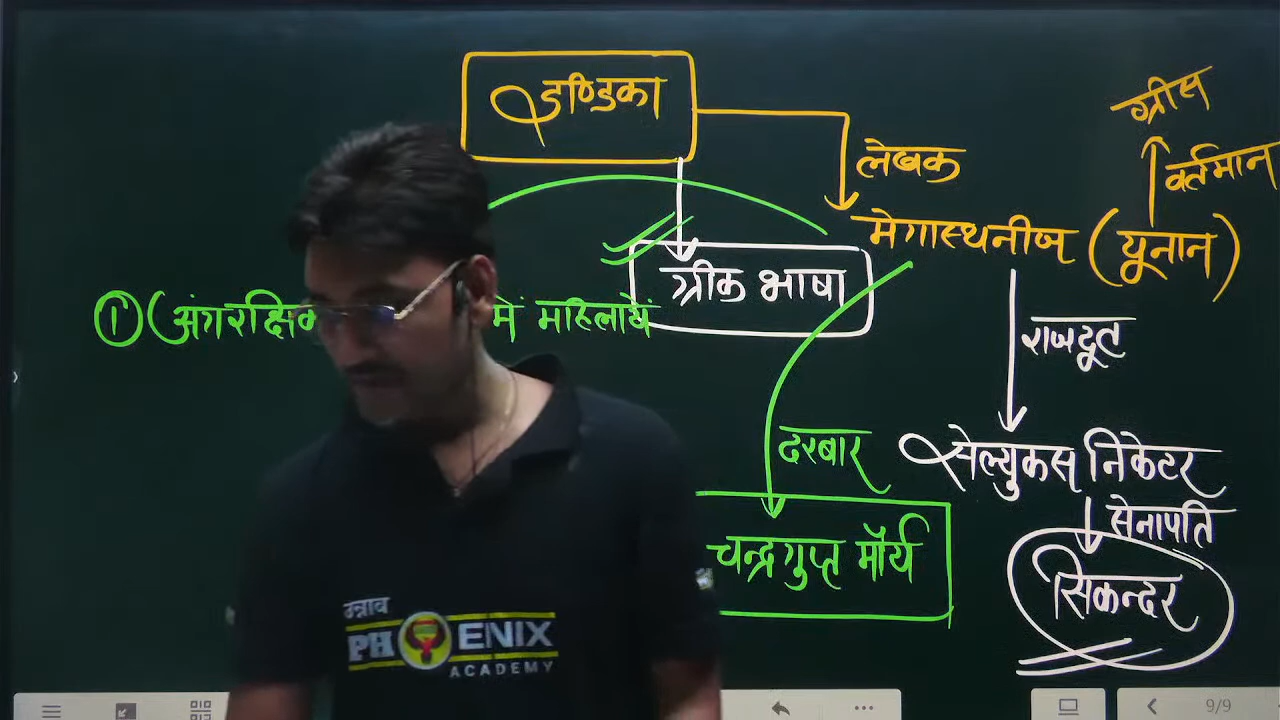 इण्डिका
ग्रीस
लेखक
वर्तमान
मेगास्थनीज (यूनान)
ग्रीक भाषा
① (अंगरक्षि में महिलायें
राजदूत
दरबार
सेल्युकस निकेटर
सेनापति
चन्द्रगुप्त मौर्य
सिकन्दर
उन्नाव
PHOENIX
ACADEMY
9/9